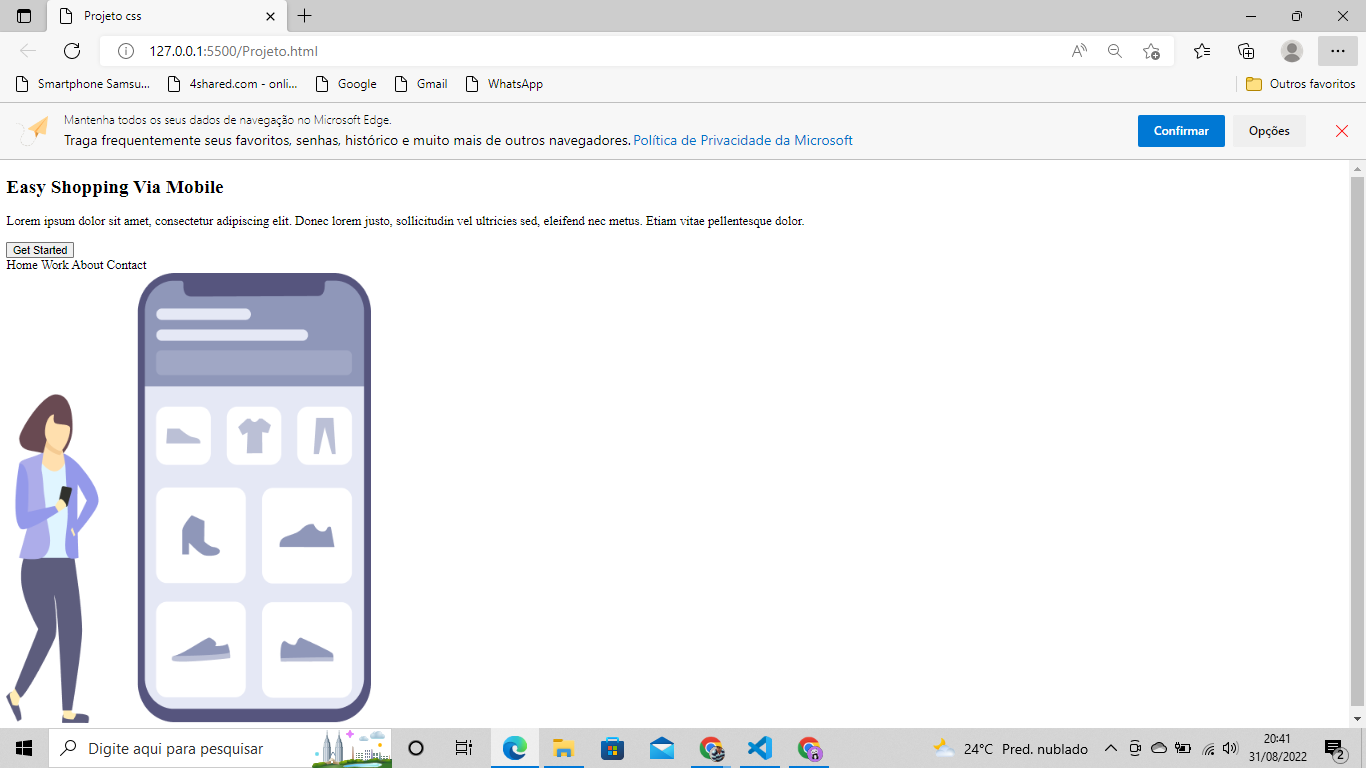 Projeto css
127.0.0.1:5500/Projeto.html
Smartphone Samsu... 4shared.com - onli... Google Gmail WhatsApp Outros favoritos
Mantenha todos os seus dados de navegação no Microsoft Edge.
Traga frequentemente seus favoritos, senhas, histórico e muito mais de outros navegadores. Política de Privacidade da Microsoft
Confirmar Opções
Easy Shopping Via Mobile
Lorem ipsum dolor sit amet, consectetur adipiscing elit. Donec lorem justo, sollicitudin vel ultricies sed, eleifend nec metus. Etiam vitae pellentesque dolor.
Get Started
Home Work About Contact
Digite aqui para pesquisar
24°C Pred. nublado
20:41
31/08/2022
2